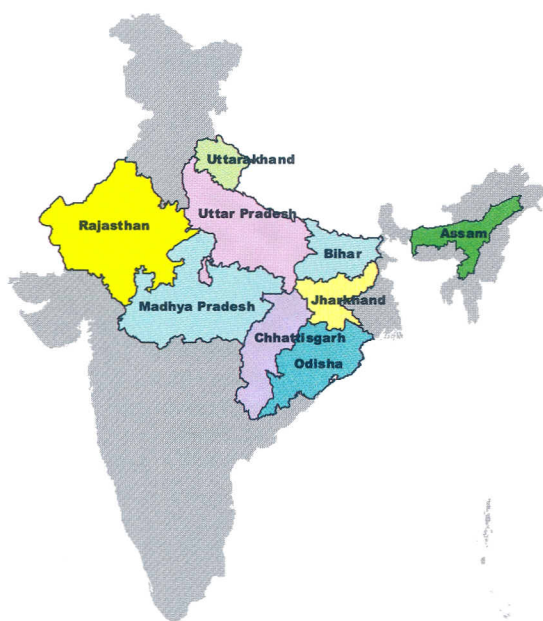 Uttarakhand
Uttar Pradesh
Rajasthan
Assam
Bihar
Jharkhand
Madhya Pradesh
Chhattisgarh
Odisha